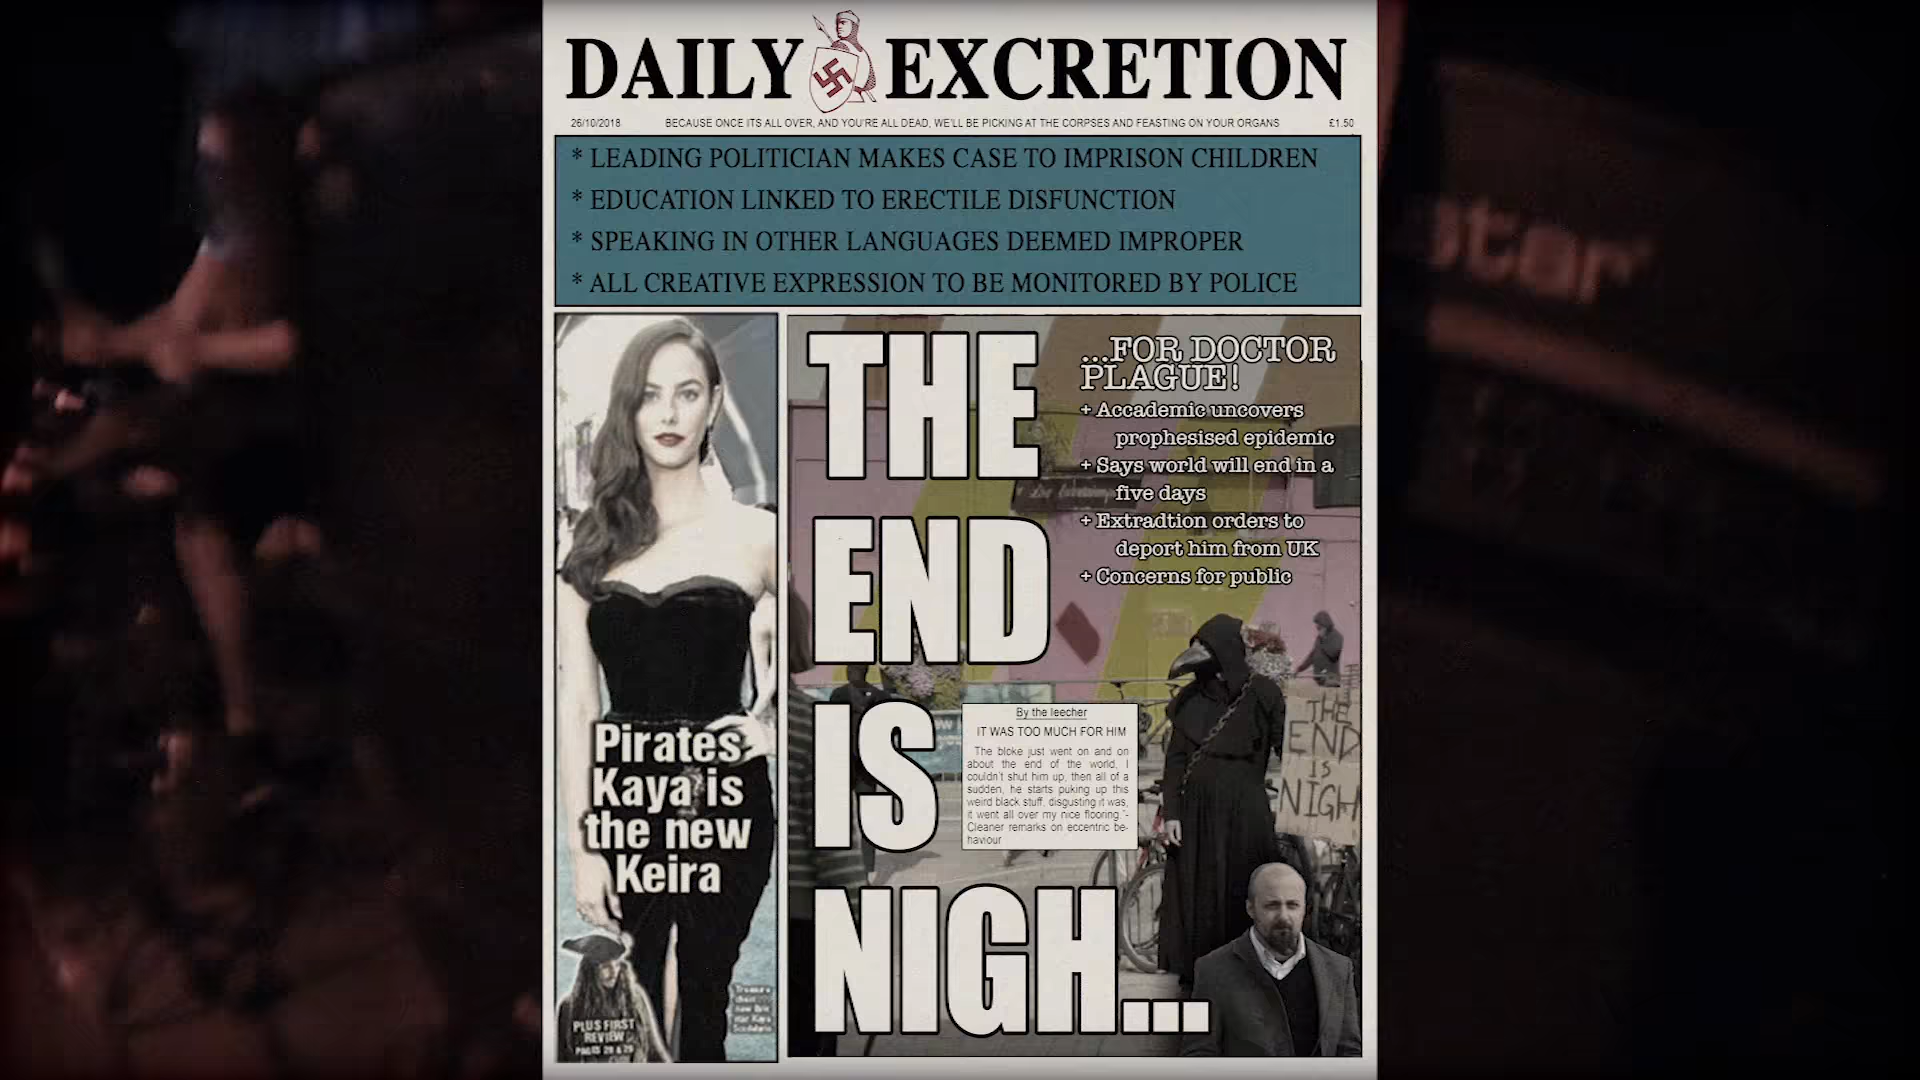 DAILY EXCRETION
26/10/2018 BECAUSE ONCE ITS ALL OVER, AND YOU'RE ALL DEAD, WE'LL BE PICKING AT THE CORPSES AND FEASTING ON YOUR ORGANS £1.50
* LEADING POLITICIAN MAKES CASE TO IMPRISON CHILDREN
* EDUCATION LINKED TO ERECTILE DISFUNCTION
* SPEAKING IN OTHER LANGUAGES DEEMED IMPROPER
* ALL CREATIVE EXPRESSION TO BE MONITORED BY POLICE
Pirates
Kaya is
the new
Keira
PLUS FIRST
REVIEW
THE
END
IS
NIGH...
...FOR DOCTOR
PLAGUE!
+ Accademic uncovers
prophesised epidemic
+ Says world will end in a
five days
+ Extradtion orders to
deport him from UK
+ Concerns for public
By the leecher
IT WAS TOO MUCH FOR HIM
The bloke just went on and on
about the end of the world, I
couldn't shut him up, then all of a
sudden, he starts puking up this
weird black stuff, disgusting it was,
it went all over my nice flooring."-
Cleaner remarks on eccentric be-
haviour
THE
END
IS
NIGH